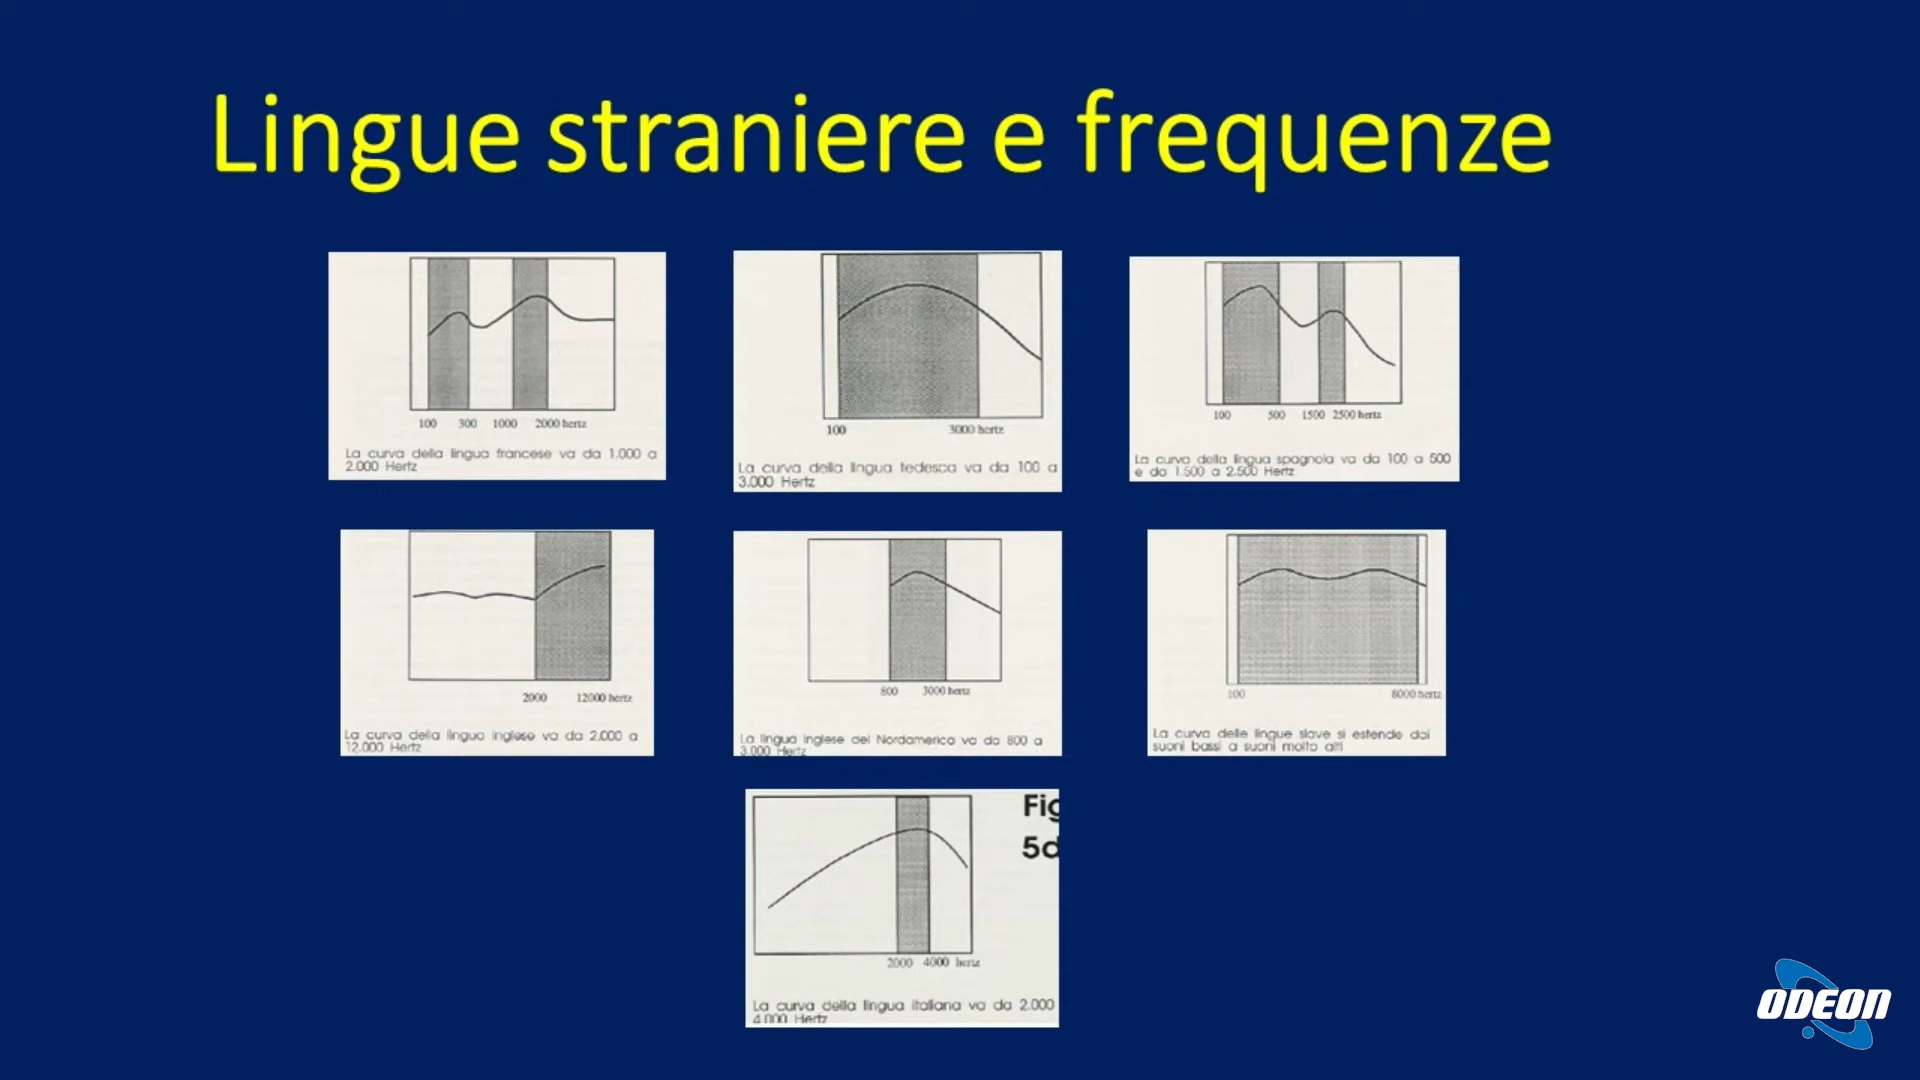 Lingue straniere e frequenze
100 300 1000 2000 hertz
La curva della lingua francese va da 1.000 a
2.000 Hertz
100 3000 hertz
La curva della lingua tedesca va da 100 a
3.000 Hertz
100 500 1500 2500 hertz
La curva della lingua spagnola va da 100 a 500
e da 1.500 a 2.500 Hertz
2000 12000 hertz
La curva della lingua inglese va da 2.000 a
12.000 Hertz
800 3000 hertz
La lingua inglese del Nordamerica va da 800 a
3.000 Hertz
100 8000 hertz
La curva delle lingue slave si estende dai
suoni bassi a suoni molto alti
Fig
5d
2000 4000 hertz
La curva della lingua italiana va da 2.000
4.000 Hertz
ODEON